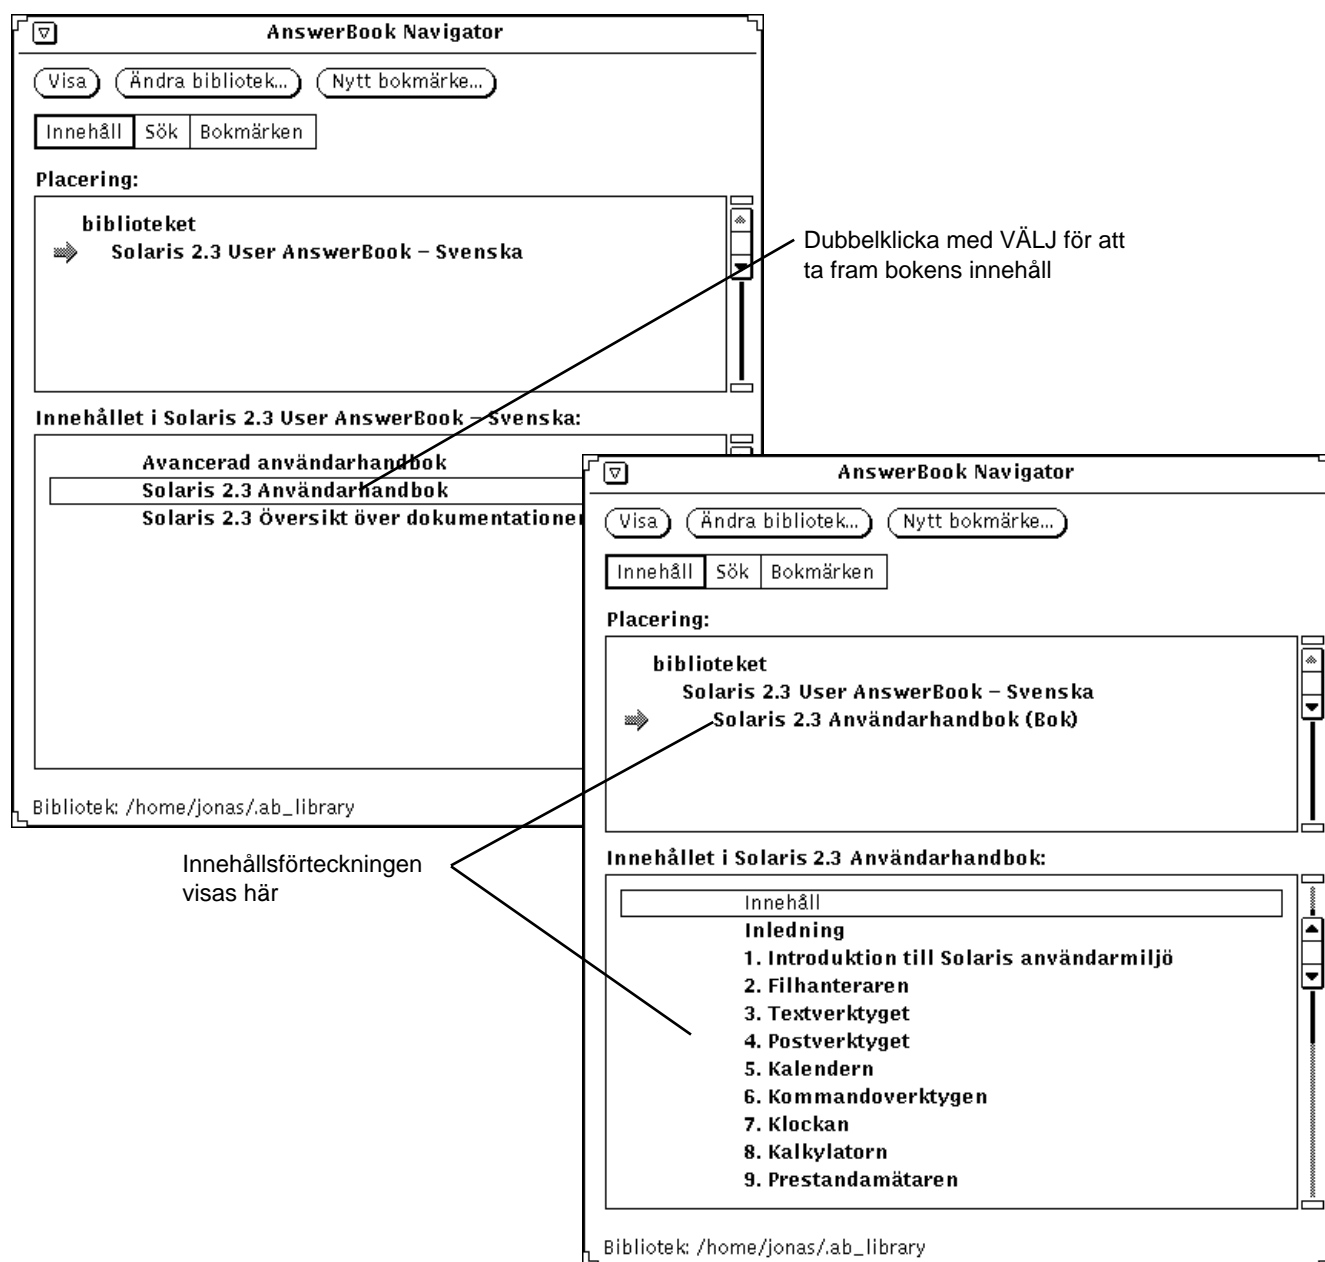 AnswerBook Navigator
Visa Ändra bibliotek... Nytt bokmärke...
Innehåll Sök Bokmärken
Placering:
biblioteket
Solaris 2.3 User AnswerBook – Svenska
Dubbelklicka med VÄLJ för att
ta fram bokens innehåll
Innehållet i Solaris 2.3 User AnswerBook – Svenska:
Avancerad användarhandbok
Solaris 2.3 Användarhandbok
Solaris 2.3 Översikt över dokumentationen
Bibliotek: /home/jonas/.ab_library
AnswerBook Navigator
Visa Ändra bibliotek... Nytt bokmärke...
Innehåll Sök Bokmärken
Placering:
biblioteket
Solaris 2.3 User AnswerBook – Svenska
Solaris 2.3 Användarhandbok (Bok)
Innehållsförteckningen
visas här
Innehållet i Solaris 2.3 Användarhandbok:
Innehåll
Inledning
1. Introduktion till Solaris användarmiljö
2. Filhanteraren
3. Textverktyget
4. Postverktyget
5. Kalendern
6. Kommandoverktygen
7. Klockan
8. Kalkylatorn
9. Prestandamätaren
Bibliotek: /home/jonas/.ab_library